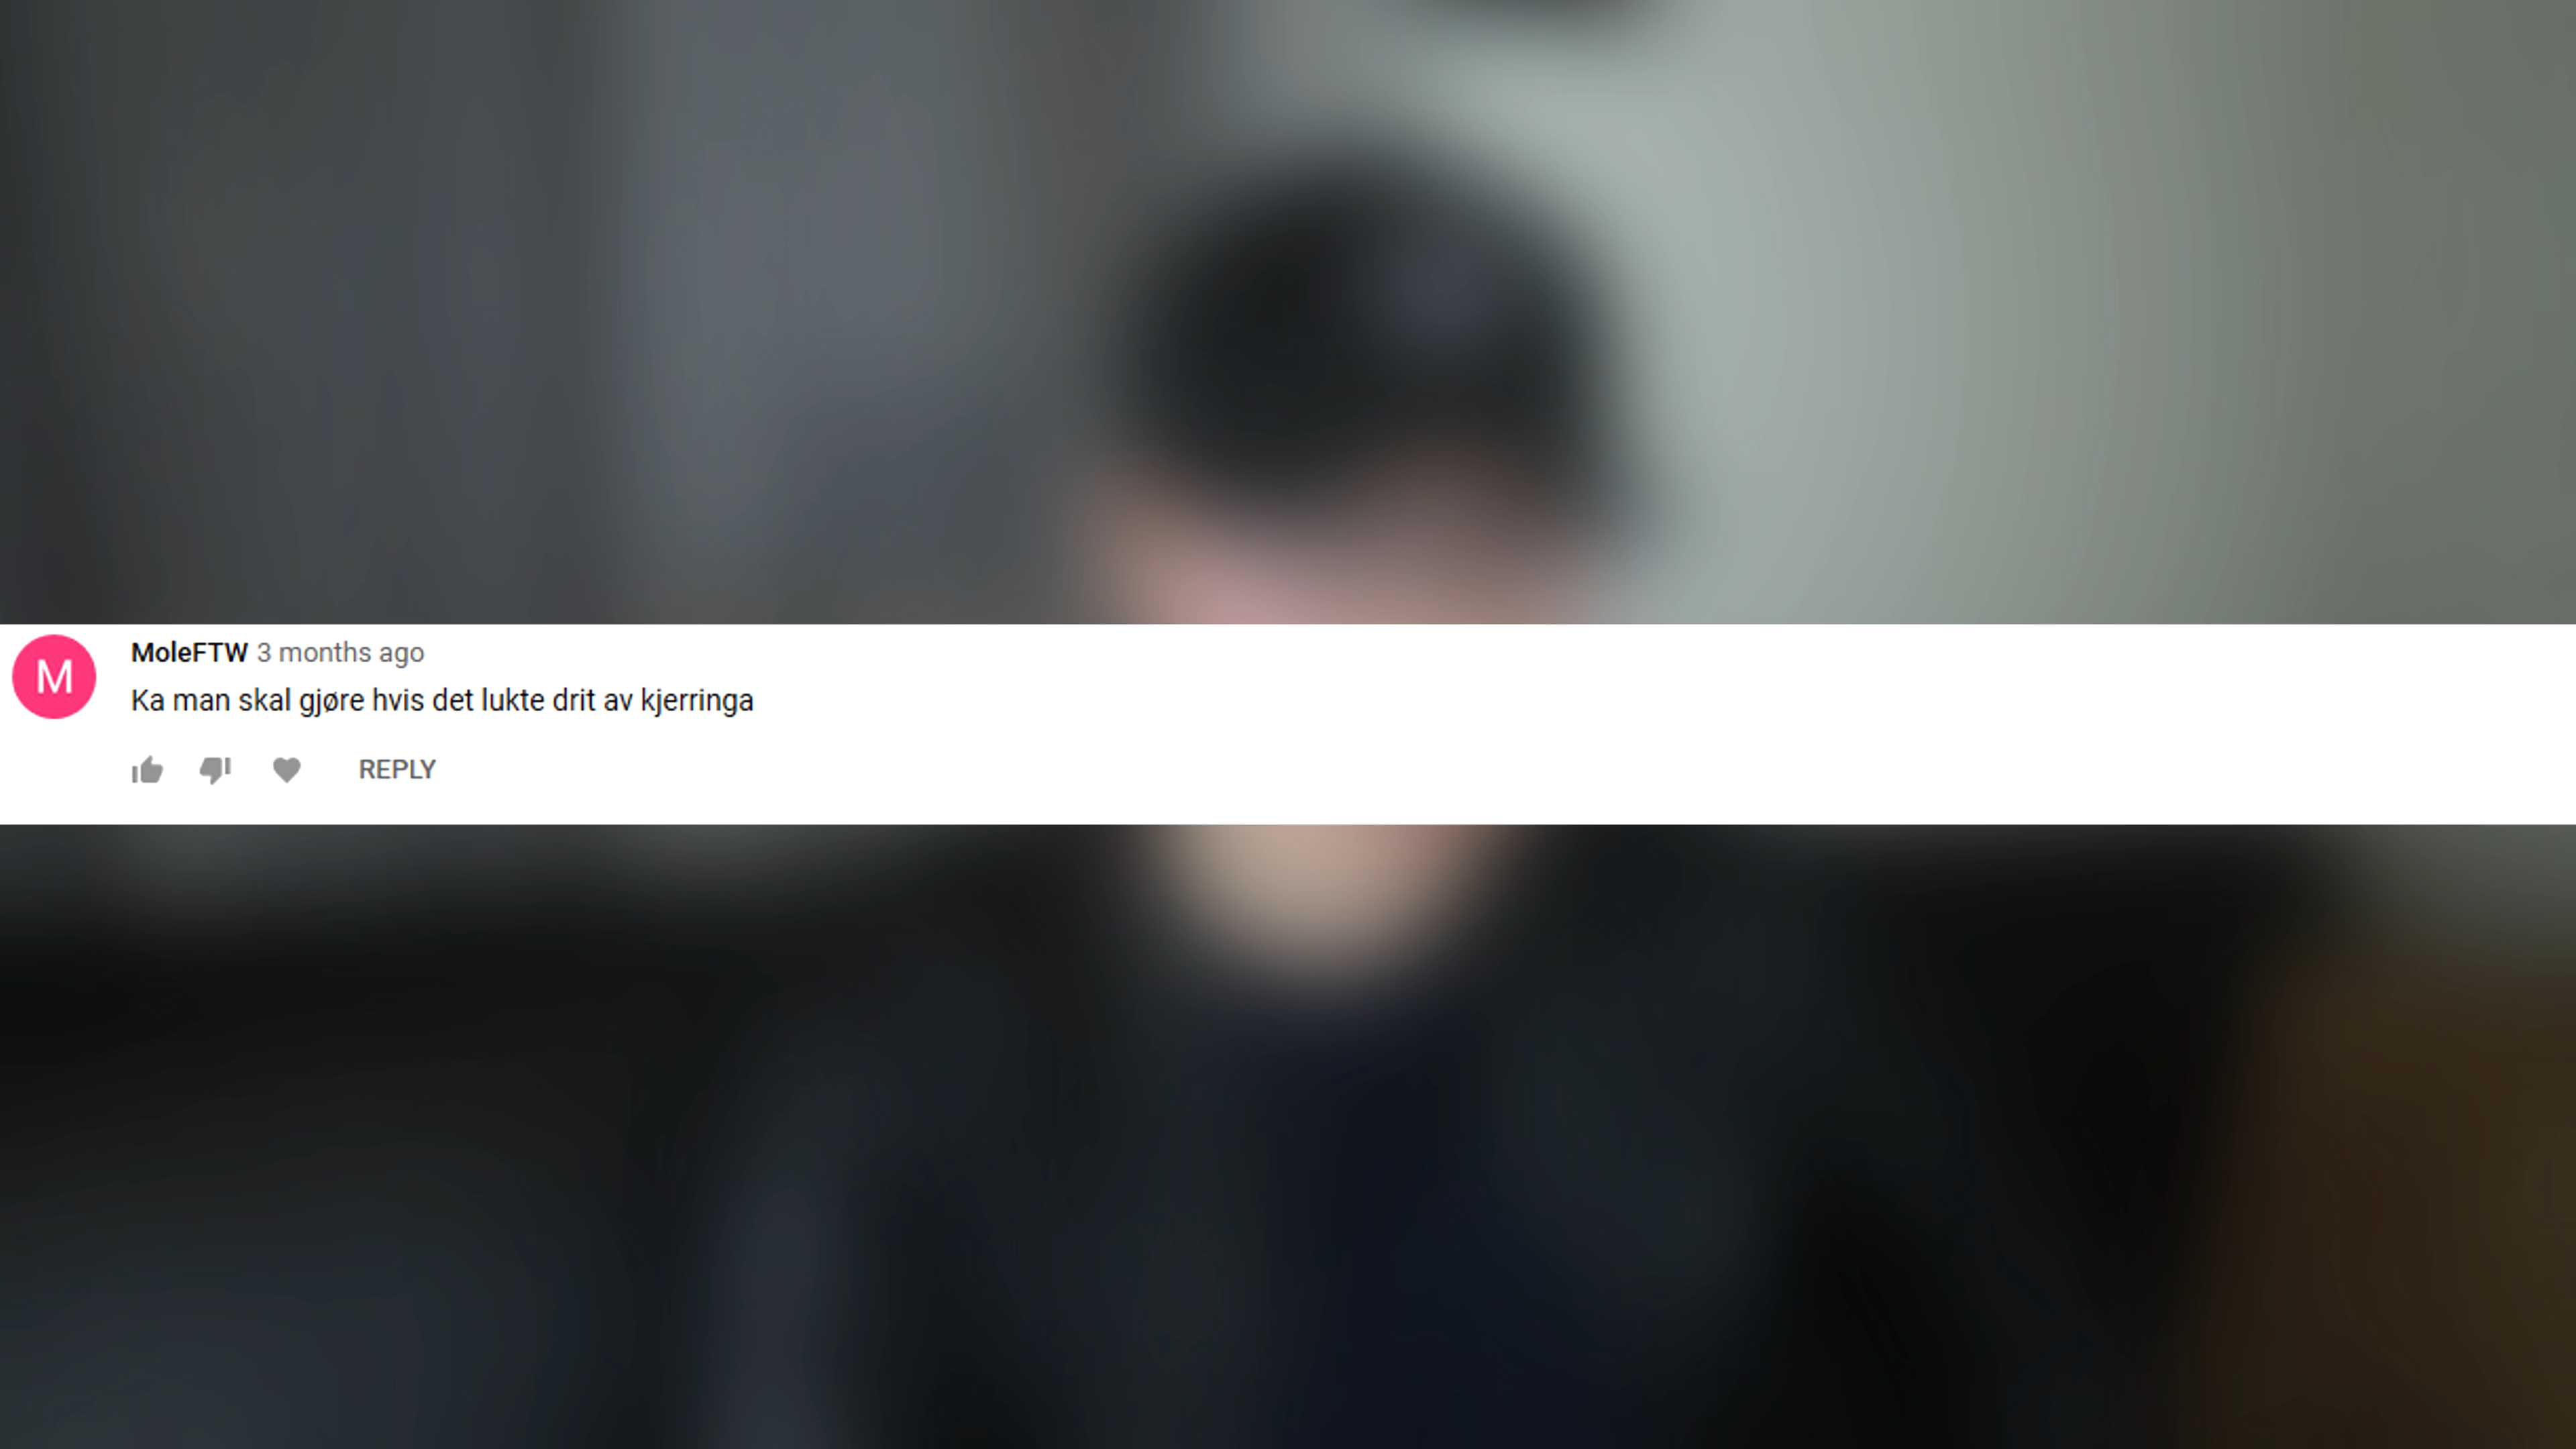 M
MoleFTW 3 months ago
Ka man skal gjøre hvis det lukte drit av kjerringa
REPLY